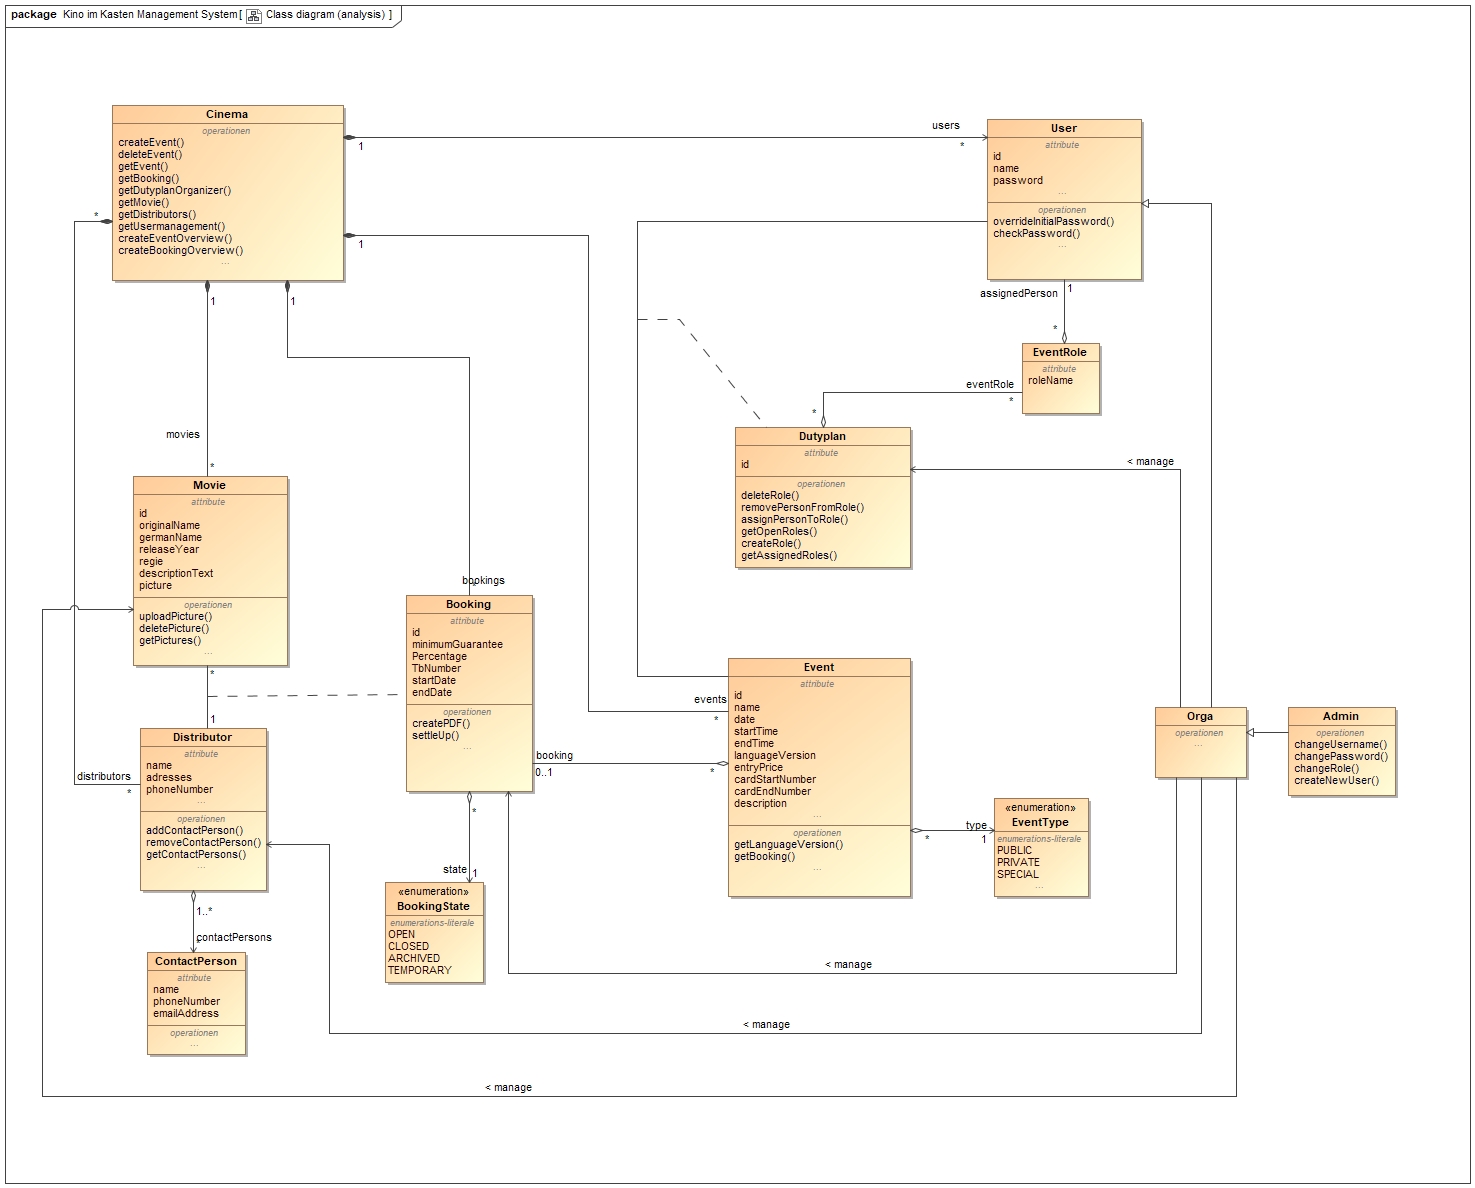 package Kino im Kasten Management System[ Class diagram (analysis) ]
Cinema
operationen
createEvent()
deleteEvent()
getEvent()
getBooking()
getDutyplanOrganizer()
getMovie()
getDistributors()
getUsermanagement()
createEventOverview()
createBookingOverview()
...
1
users
*
User
attribute
id
name
password
...
operationen
overrideInitialPassword()
checkPassword()
...
*
1
1
1
assignedPerson
1
*
EventRole
attribute
roleName
eventRole
*
*
Dutyplan
attribute
id
operationen
deleteRole()
removePersonFromRole()
assignPersonToRole()
getOpenRoles()
createRole()
getAssignedRoles()
< manage
movies
*
Movie
attribute
id
originalName
germanName
releaseYear
regie
descriptionText
picture
operationen
uploadPicture()
deletePicture()
getPictures()
...
*
1
bookings
*
Booking
attribute
id
minimumGuarantee
Percentage
TbNumber
startDate
endDate
operationen
createPDF()
settleUp()
...
events
*
Event
attribute
id
name
date
startTime
endTime
languageVersion
entryPrice
cardStartNumber
cardEndNumber
description
...
operationen
getLanguageVersion()
getBooking()
...
booking
0..1
*
Orga
operationen
...
Admin
operationen
changeUsername()
changePassword()
changeRole()
createNewUser()
distributors
*
Distributor
attribute
name
adresses
phoneNumber
...
operationen
addContactPerson()
removeContactPerson()
getContactPersons()
...
*
type
1
«enumeration»
EventType
enumerations-literale
PUBLIC
PRIVATE
SPECIAL
...
*
state
1
«enumeration»
BookingState
enumerations-literale
OPEN
CLOSED
ARCHIVED
TEMPORARY
1..*
contactPersons
*
ContactPerson
attribute
name
phoneNumber
emailAddress
operationen
...
< manage
< manage
< manage